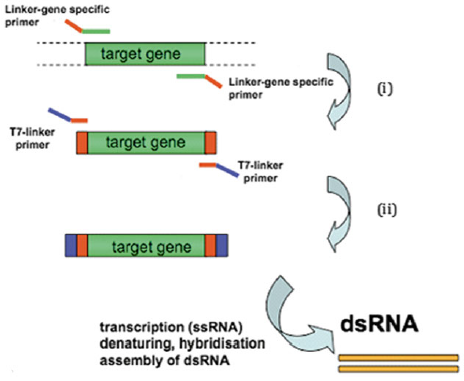 Linker-gene specific
primer
target gene
Linker-gene specific
primer
(i)
T7-linker
primer
target gene
T7-linker
primer
(ii)
target gene
transcription (ssRNA)
denaturing, hybridisation
assembly of dsRNA
dsRNA